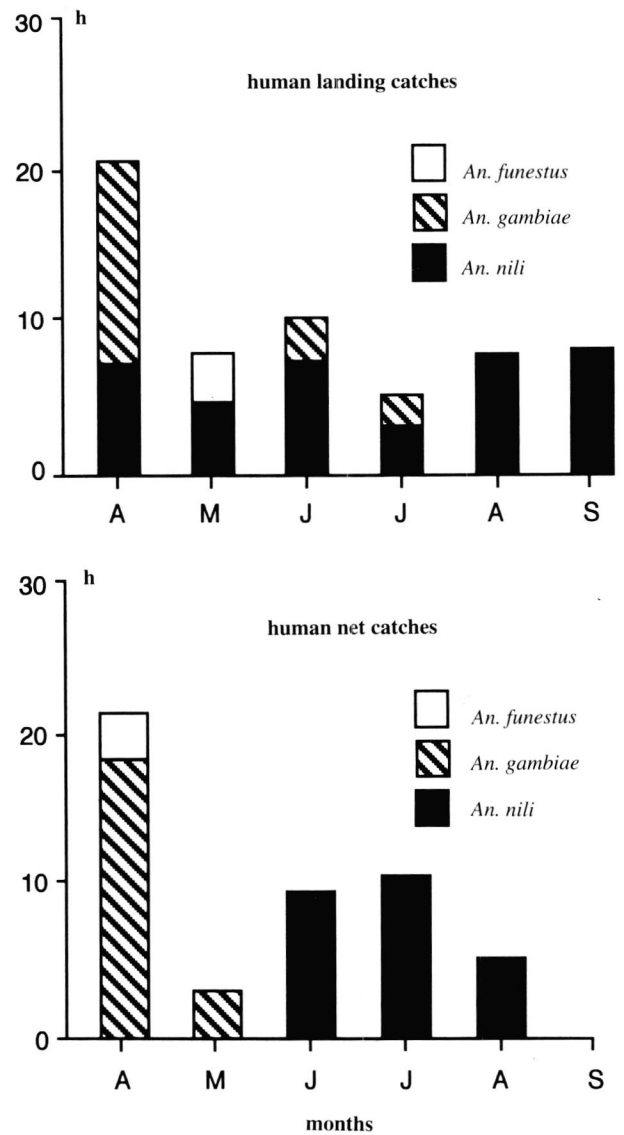 30 h
human landing catches
An. funestus
20
An. gambiae
An. nili
10
0
A M J J A S
30 h
human net catches
An. funestus
20
An. gambiae
An. nili
10
0
A M J J A S
months